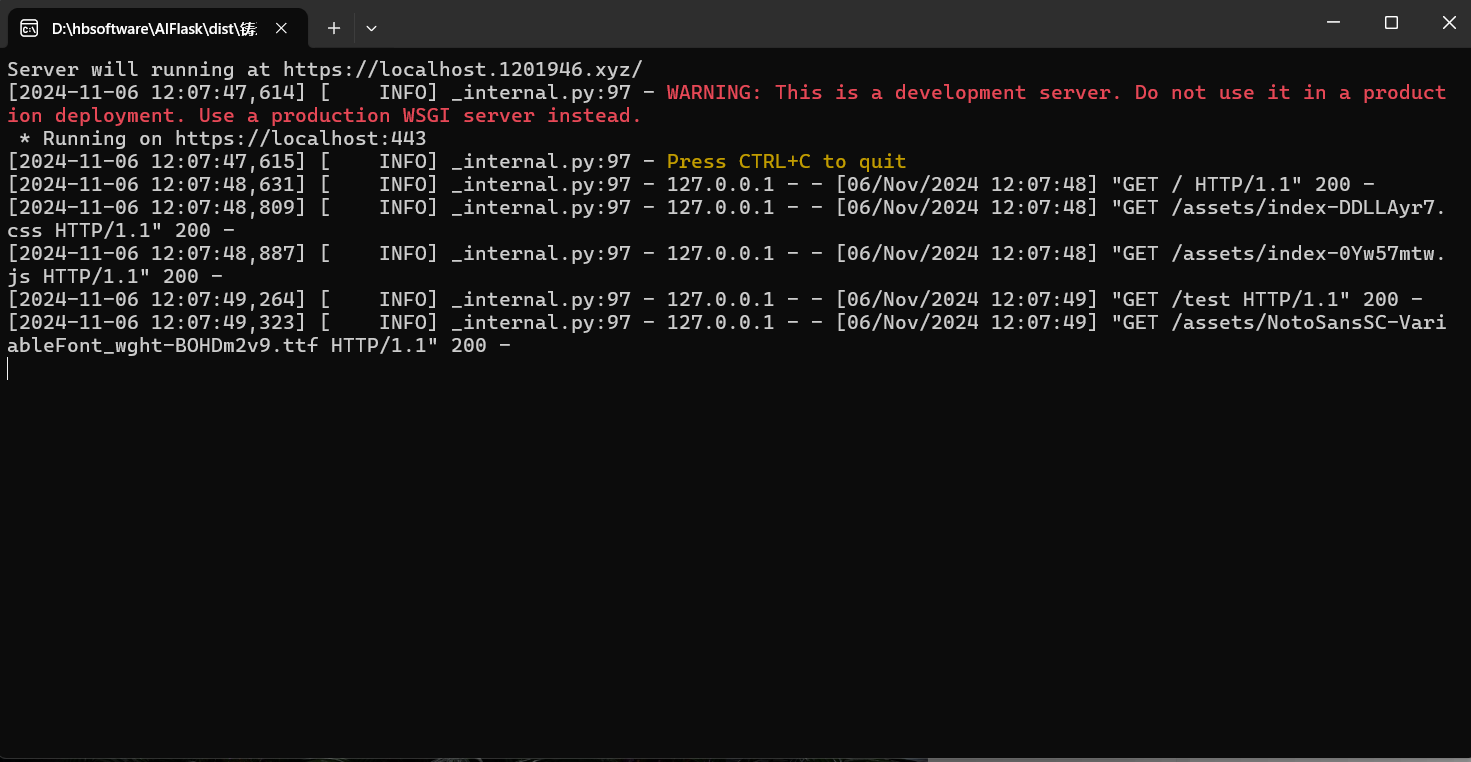 D:\hbsoftware\AIFlask\dist\铸
Server will running at https://localhost.1201946.xyz/
[2024-11-06 12:07:47,614] [    INFO] _internal.py:97 - WARNING: This is a development server. Do not use it in a product
ion deployment. Use a production WSGI server instead.
 * Running on https://localhost:443
[2024-11-06 12:07:47,615] [    INFO] _internal.py:97 - Press CTRL+C to quit
[2024-11-06 12:07:48,631] [    INFO] _internal.py:97 - 127.0.0.1 - - [06/Nov/2024 12:07:48] "GET / HTTP/1.1" 200 -
[2024-11-06 12:07:48,809] [    INFO] _internal.py:97 - 127.0.0.1 - - [06/Nov/2024 12:07:48] "GET /assets/index-DDLLAyr7.
css HTTP/1.1" 200 -
[2024-11-06 12:07:48,887] [    INFO] _internal.py:97 - 127.0.0.1 - - [06/Nov/2024 12:07:48] "GET /assets/index-0Yw57mtw.
js HTTP/1.1" 200 -
[2024-11-06 12:07:49,264] [    INFO] _internal.py:97 - 127.0.0.1 - - [06/Nov/2024 12:07:49] "GET /test HTTP/1.1" 200 -
[2024-11-06 12:07:49,323] [    INFO] _internal.py:97 - 127.0.0.1 - - [06/Nov/2024 12:07:49] "GET /assets/NotoSansSC-Vari
ableFont_wght-BOHDm2v9.ttf HTTP/1.1" 200 -